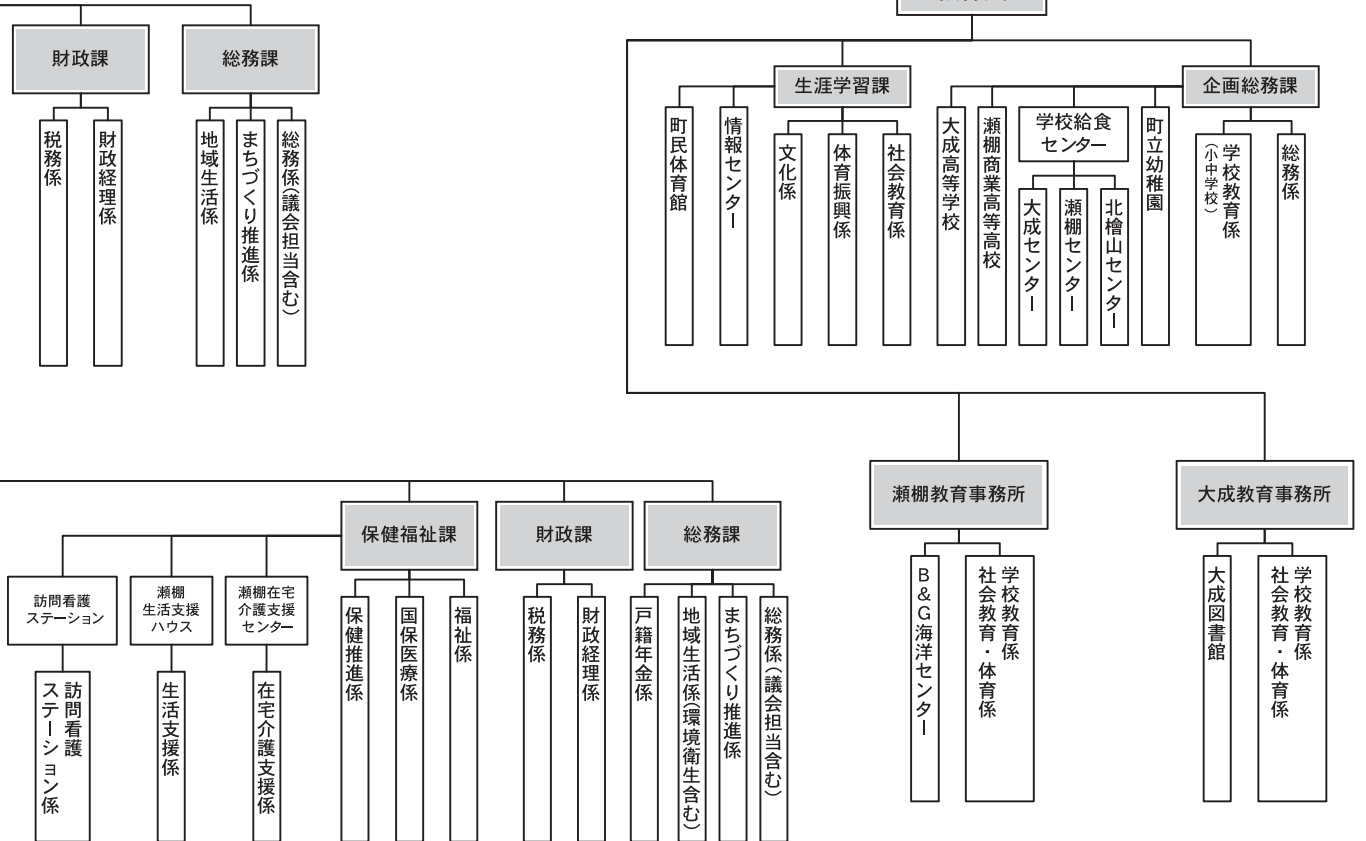 財政課
総務課
税務係
財政経理係
地域生活係
まちづくり推進係
総務係(議会担当含む)
生涯学習課
企画総務課
町民体育館
情報センター
文化係
体育振興係
社会教育係
大成高等学校
瀬棚商業高等高校
学校給食
センター
大成センター
瀬棚センター
北檜山センター
町立幼稚園
学校教育係
(小中学校)
総務係
瀬棚教育事務所
大成教育事務所
B&G海洋センター
学校教育係
社会教育・体育係
大成図書館
学校教育係
社会教育・体育係
保健福祉課
財政課
総務課
訪問看護
ステーション
瀬棚
生活支援
ハウス
瀬棚在宅
介護支援
センター
訪問看護
ステーション係
生活支援係
在宅介護支援係
保健推進係
国保医療係
福祉係
税務係
財政経理係
戸籍年金係
地域生活係(環境衛生含む)
まちづくり推進係
総務係(議会担当含む)